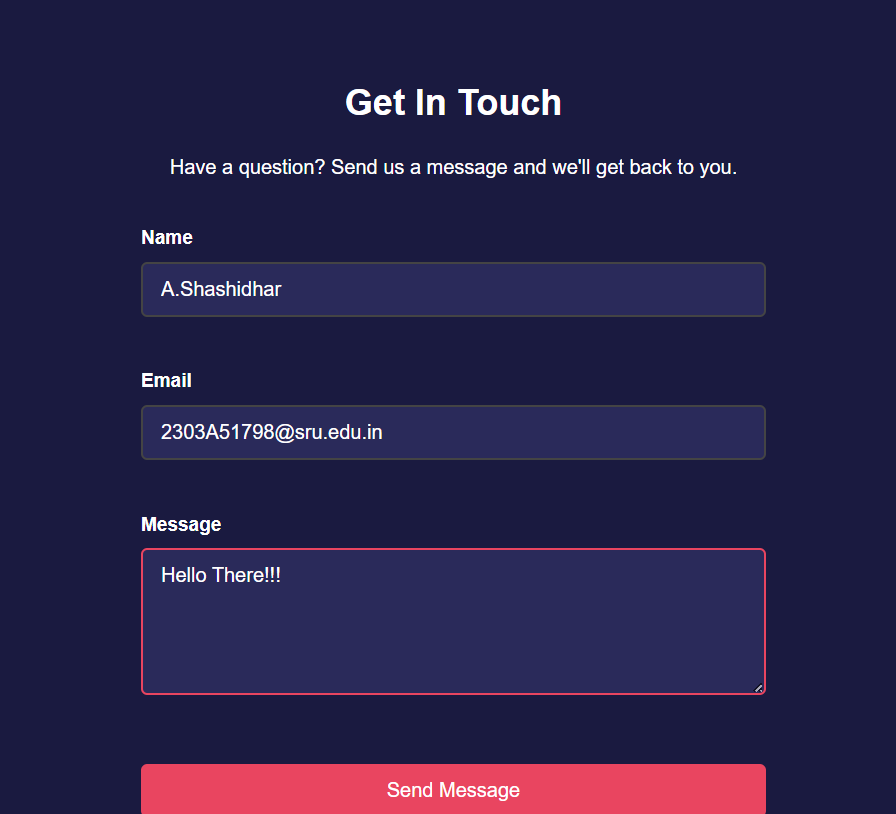 Get In Touch
Have a question? Send us a message and we'll get back to you.
Name
A.Shashidhar
Email
2303A51798@sru.edu.in
Message
Hello There!!!
Send Message